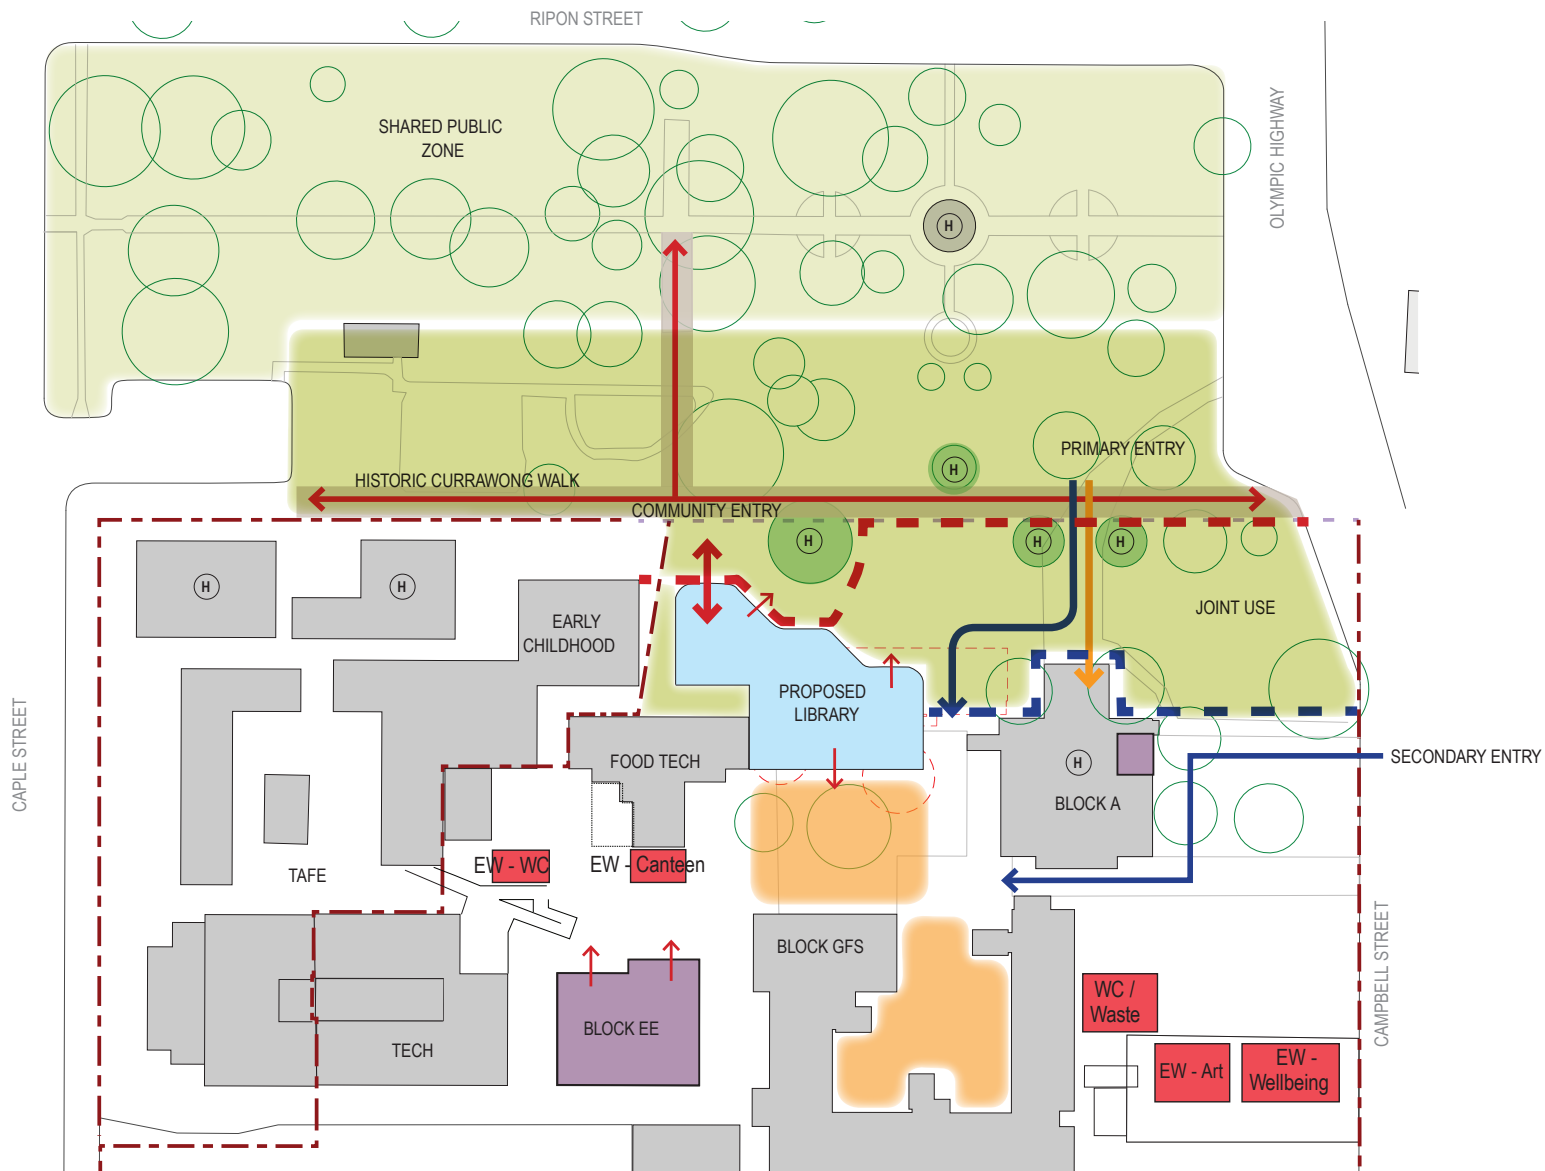 RIPON STREET
SHARED PUBLIC
ZONE
OLYMPIC HIGHWAY
H
PRIMARY ENTRY
H
HISTORIC CURRAWONG WALK
COMMUNITY ENTRY
H
H
H
H
H
JOINT USE
EARLY
CHILDHOOD
PROPOSED
LIBRARY
CAPLE STREET
FOOD TECH
H
SECONDARY ENTRY
BLOCK A
EW - WC
EW - Canteen
TAFE
BLOCK GFS
CAMPBELL STREET
WC /
Waste
BLOCK EE
TECH
EW - Art
EW -
Wellbeing